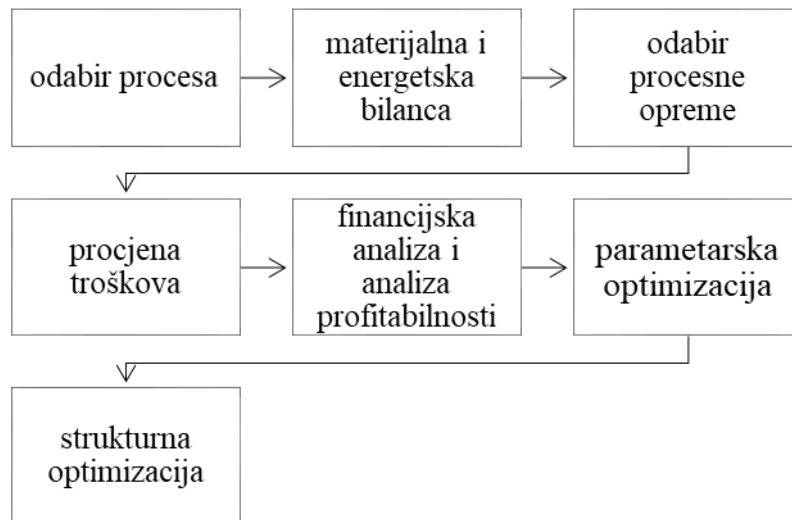 odabir procesa
materijalna i
energetska
bilanca
odabir
procesne
opreme
procjena
troškova
financijska
analiza i
analiza
profitabilnosti
parametarska
optimizacija
strukturna
optimizacija